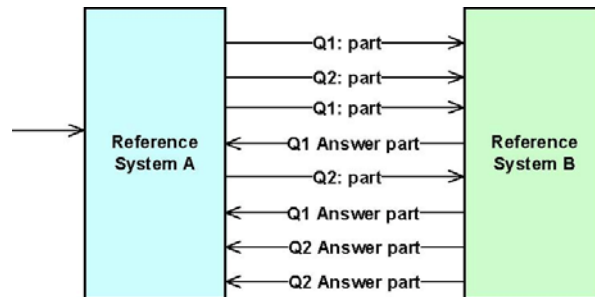 Q1: part
Q2: part
Q1: part
Q1 Answer part
Reference
System A
Reference
System B
Q2: part
Q1 Answer part
Q2 Answer part
Q2 Answer part